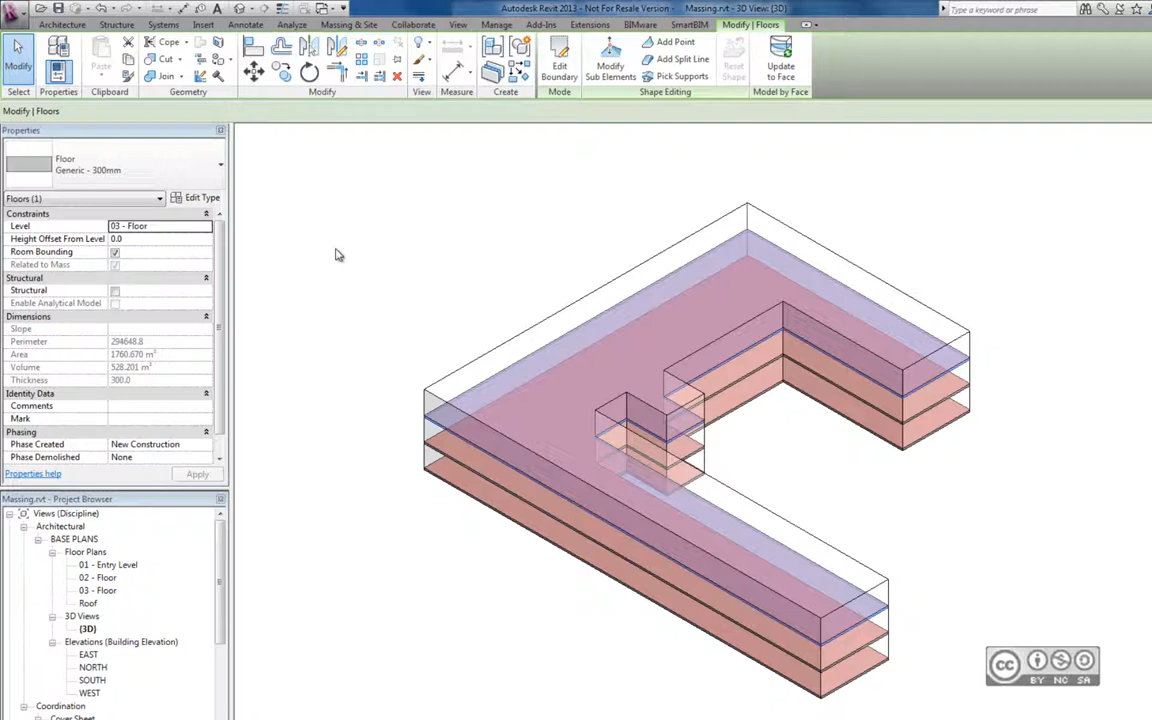 Autodesk Revit 2013 - Not For Resale Version - Massing.rvt - 3D View: {3D}
Type a keyword or phrase
Architecture Structure Systems Insert Annotate Analyze Massing & Site Collaborate View Manage Add-Ins Extensions BIMware SmartBIM Modify | Floors
Modify
Paste
Cope
Cut
Join
Edit Boundary
Modify Sub Elements
Add Point
Add Split Line
Pick Supports
Reset Shape
Update to Face
Select Properties Clipboard Geometry Modify View Measure Create Mode Shape Editing Model by Face
Modify | Floors
Properties
Floor
Generic - 300mm
Floors (1) Edit Type
Constraints
Level 03 - Floor
Height Offset From Level 0.0
Room Bounding
Related to Mass
Structural
Structural
Enable Analytical Model
Dimensions
Slope
Perimeter 294648.8
Area 1760.670 m²
Volume 528.201 m³
Thickness 300.0
Identity Data
Comments
Mark
Phasing
Phase Created New Construction
Phase Demolished None
Properties help Apply
Massing.rvt - Project Browser
Views (Discipline)
Architectural
BASE PLANS
Floor Plans
01 - Entry Level
02 - Floor
03 - Floor
Roof
3D Views
{3D}
Elevations (Building Elevation)
EAST
NORTH
SOUTH
WEST
Coordination
Cover Sheet
cc
BY NC SA